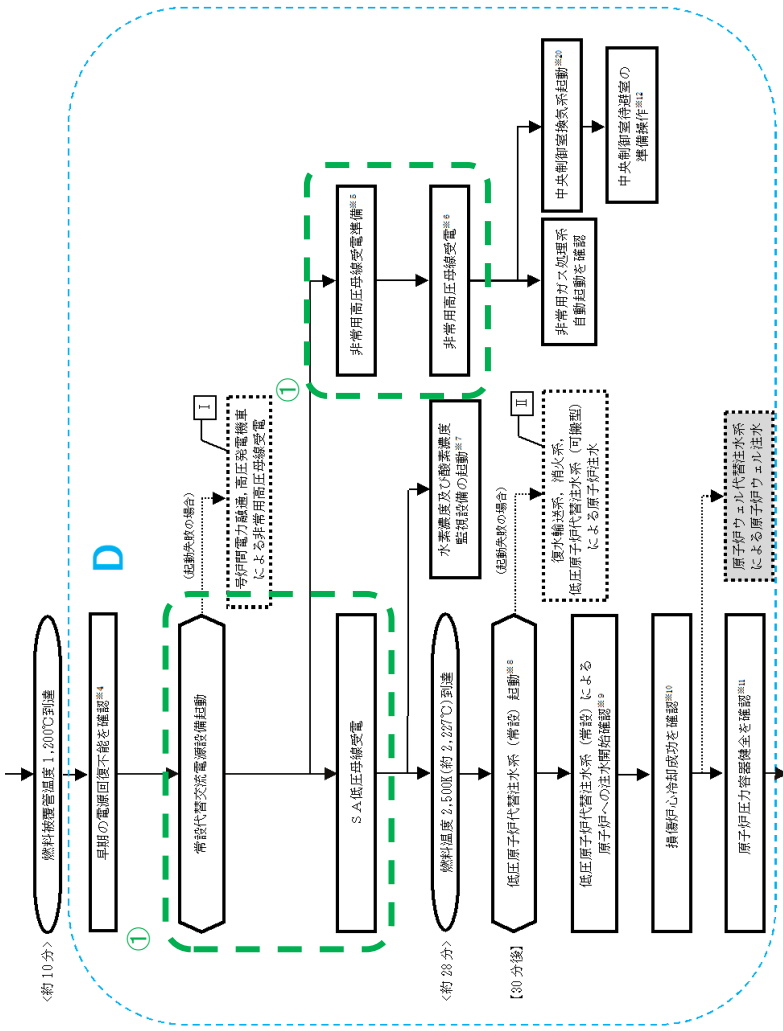 <約10分>
燃料被覆管温度 1,200℃到達
D
早期の電源回復不能を確認※4
①
常設代替交流電源設備起動
(起動失敗の場合)
Ⅰ
号炉間電力融通,高圧発電機車
による非常用高圧母線受電
SA低圧母線受電
①
非常用高圧母線受電準備※5
非常用高圧母線受電※6
非常用ガス処理系
自動起動を確認
中央制御室換気系起動※20
中央制御室待避室の
準備操作※12
水素濃度及び酸素濃度
監視設備の起動※7
<約28分>
燃料温度 2,500K(約 2,227℃)到達
【30分後】
低圧原子炉代替注水系(常設)起動※8
(起動失敗の場合)
Ⅱ
復水輸送系,消火系,
低圧原子炉代替注水系(可搬型)
による原子炉注水
低圧原子炉代替注水系(常設)による
原子炉への注水開始確認※9
損傷炉心冷却成功を確認※10
原子炉ウェル代替注水系
による原子炉ウェル注水
原子炉圧力容器健全を確認※11